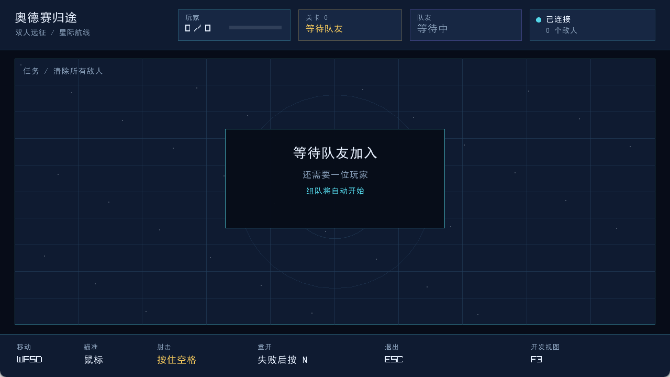 奥德赛归途
双人远征 / 星际航线
玩家
0/0
关卡 0
等待队友
队友
等待中
已连接
0 个敌人
任务 / 清除所有敌人
等待队友加入
还需要一位玩家
组队将自动开始
移动
WASD
瞄准
鼠标
射击
按住空格
重开
失败后按 N
退出
ESC
开发视图
F3